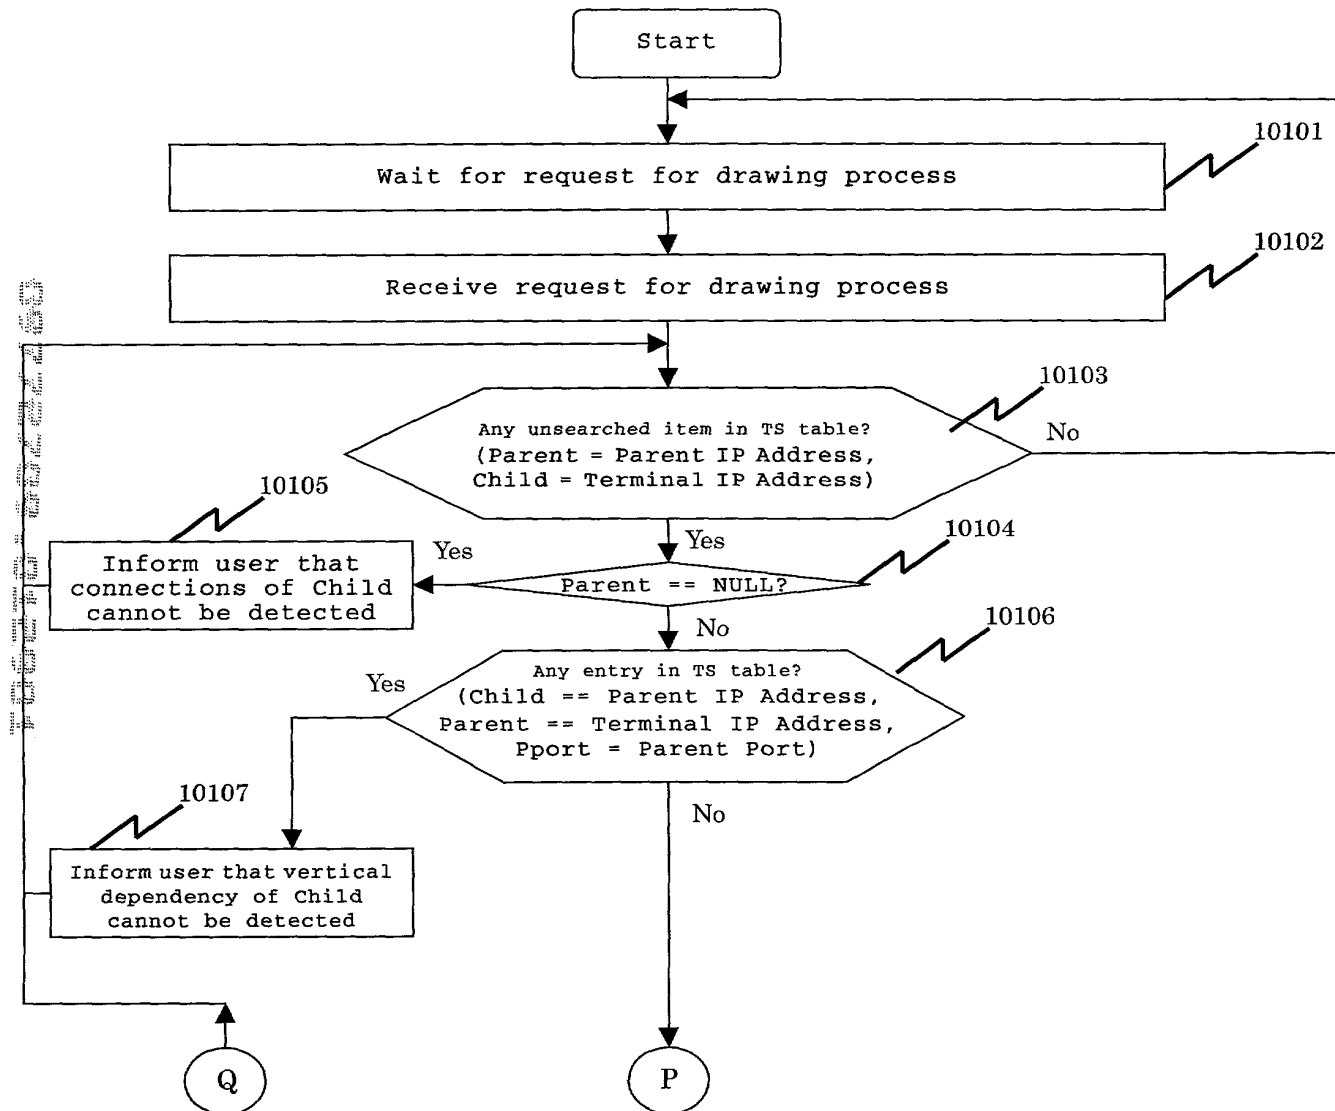 Start
10101
Wait for request for drawing process
10102
Receive request for drawing process
10103
Any unsearched item in TS table?
(Parent = Parent IP Address,
Child = Terminal IP Address)
No
10105
10104
Yes
Yes
Inform user that
connections of Child
cannot be detected
Parent == NULL?
No
10106
Yes
Any entry in TS table?
(Child == Parent IP Address,
Parent == Terminal IP Address,
Pport = Parent Port)
10107
No
Inform user that vertical
dependency of Child
cannot be detected
Q
P